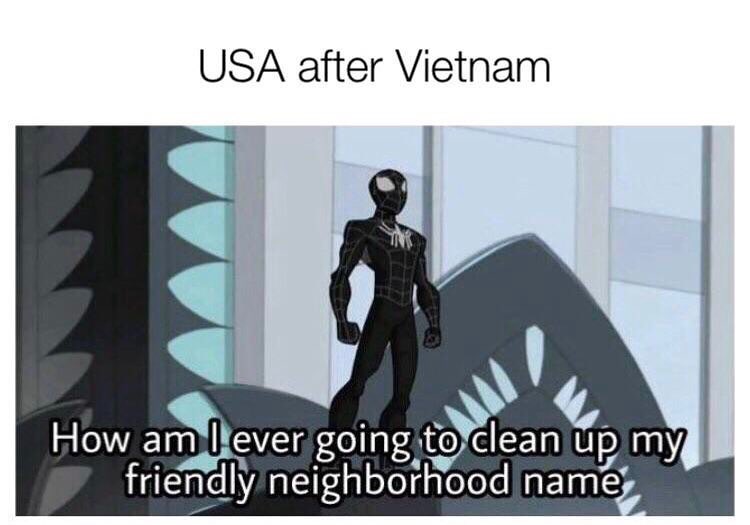 USA after Vietnam
How am I ever going to clean up my
friendly neighborhood name